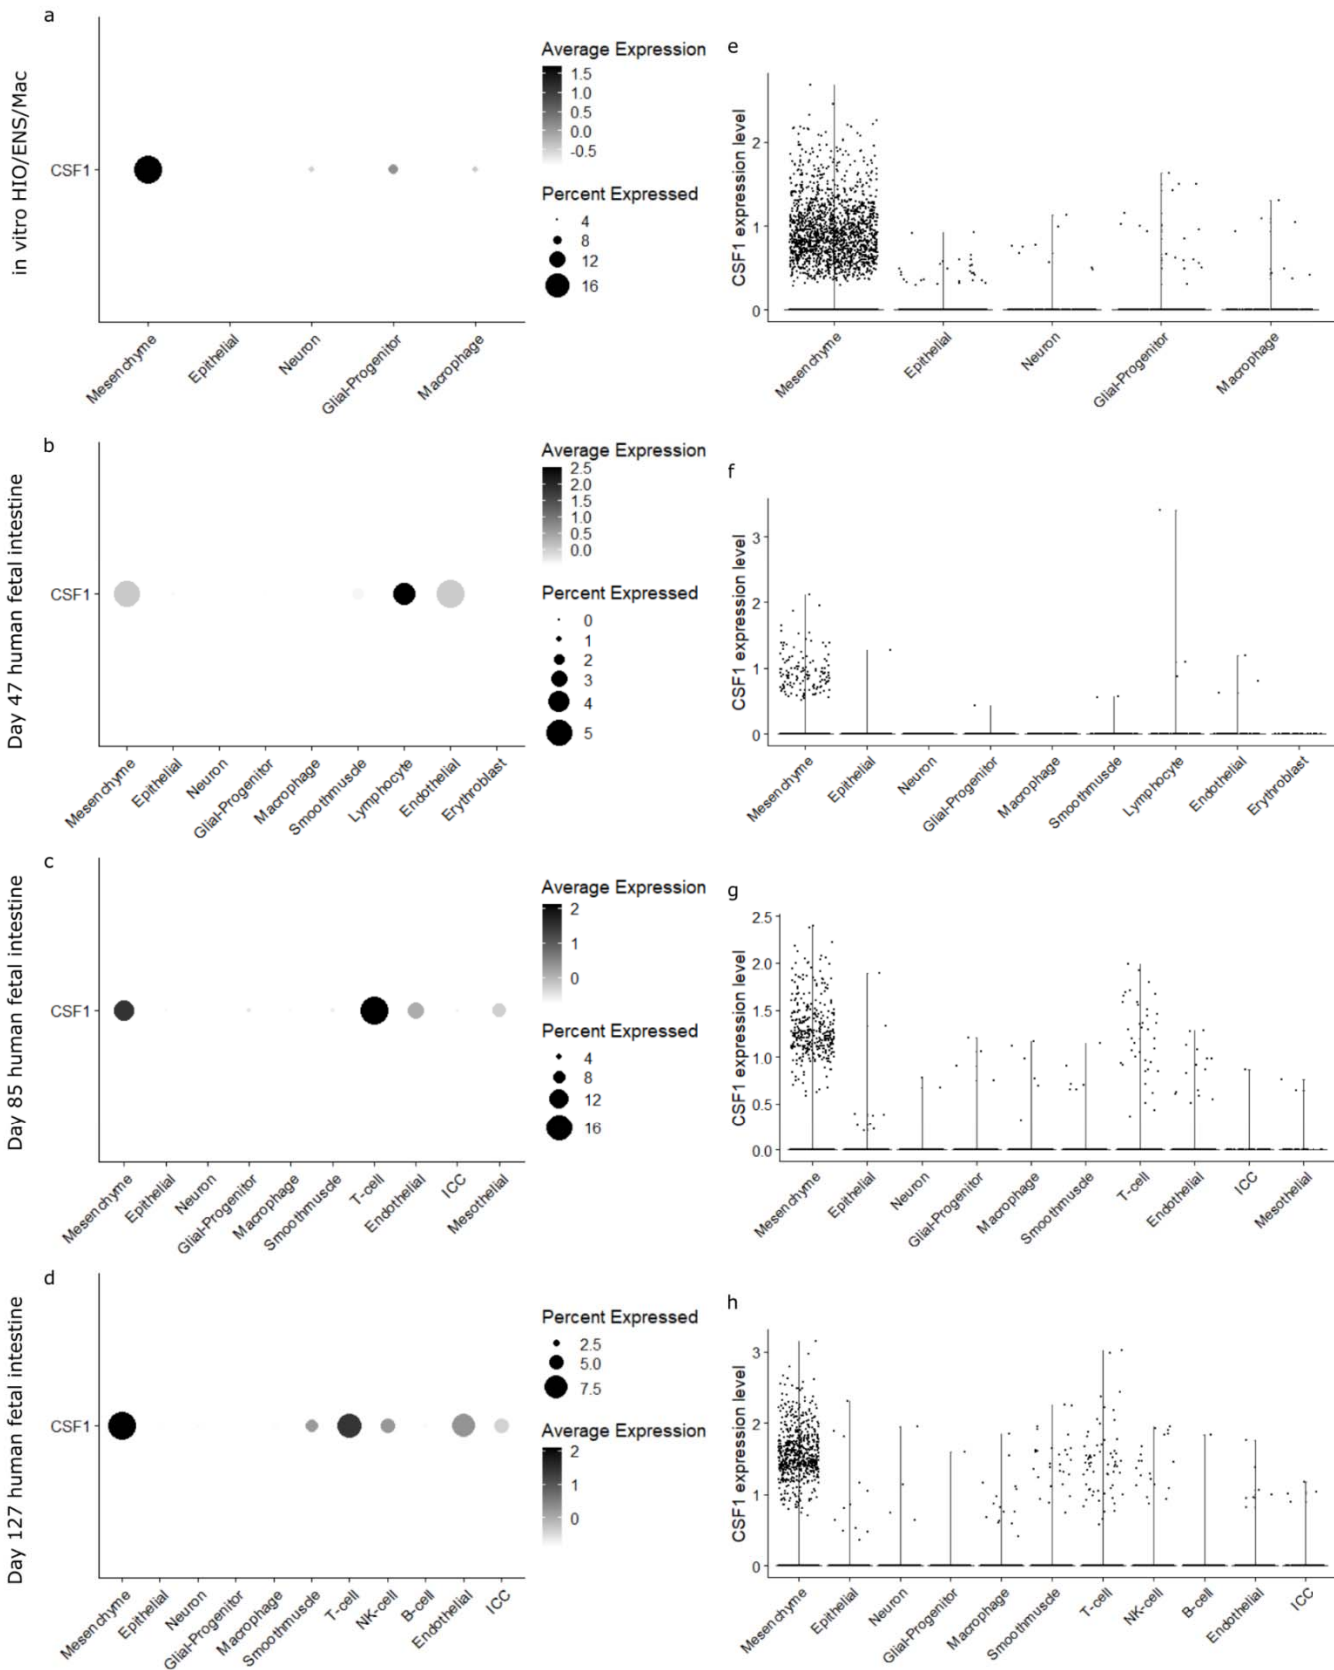 a
in vitro HIO/ENS/Mac
CSF1
Mesenchyme
Epithelial
Neuron
Glial-Progenitor
Macrophage
Average Expression
1.5
1.0
0.5
0.0
-0.5
Percent Expressed
4
8
12
16
e
CSF1 expression level
2
1
0
Mesenchyme
Epithelial
Neuron
Glial-Progenitor
Macrophage
b
Day 47 human fetal intestine
CSF1
Mesenchyme
Epithelial
Neuron
Glial-Progenitor
Macrophage
Smoothmuscle
Lymphocyte
Endothelial
Erythroblast
Average Expression
2.5
2.0
1.5
1.0
0.5
0.0
Percent Expressed
0
1
2
3
4
5
f
CSF1 expression level
3
2
1
0
Mesenchyme
Epithelial
Neuron
Glial-Progenitor
Macrophage
Smoothmuscle
Lymphocyte
Endothelial
Erythroblast
c
Day 85 human fetal intestine
CSF1
Mesenchyme
Epithelial
Neuron
Glial-Progenitor
Macrophage
Smoothmuscle
T-cell
Endothelial
ICC
Mesothelial
Average Expression
2
1
0
Percent Expressed
4
8
12
16
g
CSF1 expression level
2.5
2.0
1.5
1.0
0.5
0.0
Mesenchyme
Epithelial
Neuron
Glial-Progenitor
Macrophage
Smoothmuscle
T-cell
Endothelial
ICC
Mesothelial
d
Day 127 human fetal intestine
CSF1
Mesenchyme
Epithelial
Neuron
Glial-Progenitor
Macrophage
Smoothmuscle
T-cell
NK-cell
B-cell
Endothelial
ICC
Percent Expressed
2.5
5.0
7.5
Average Expression
2
1
0
h
CSF1 expression level
3
2
1
0
Mesenchyme
Epithelial
Neuron
Glial-Progenitor
Macrophage
Smoothmuscle
T-cell
NK-cell
B-cell
Endothelial
ICC